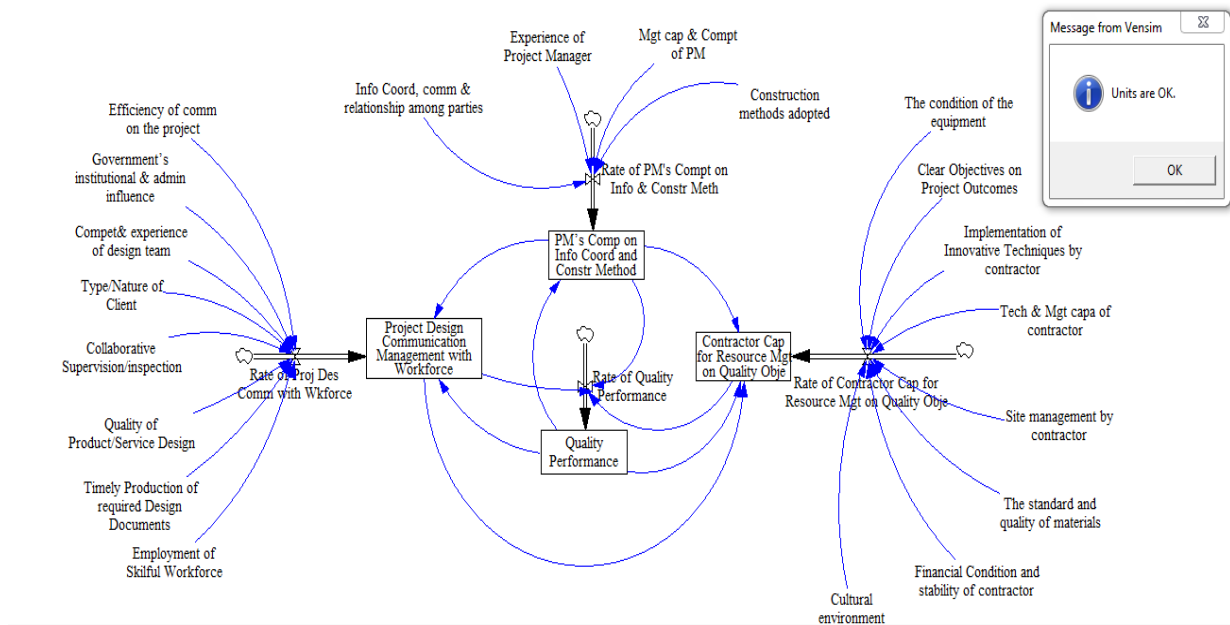 Experience of
Project Manager
Mgt cap & Compt
of PM
Info Coord, comm &
relationship among parties
Construction
methods adopted
Efficiency of comm
on the project
Government's
institutional & admin
influence
Compet& experience
of design team
Type/Nature of
Client
Collaborative
Supervision/inspection
Quality of
Product/Service Design
Timely Production of
required Design
Documents
Employment of
Skilful Workforce
Rate of Proj Des
Comm with Wkforce
Project Design
Communication
Management with
Workforce
Rate of PM's Compt on
Info & Constr Meth
PM's Comp on
Info Coord and
Constr Method
Rate of Quality
Performance
Quality
Performance
Contractor Cap
for Resource Mgt
on Quality Obje
Rate of Contractor Cap for
Resource Mgt on Quality Obje
The condition of the
equipment
Clear Objectives on
Project Outcomes
Implementation of
Innovative Techniques by
contractor
Tech & Mgt capa of
contractor
Site management by
contractor
The standard and
quality of materials
Financial Condition and
stability of contractor
Cultural
environment
Message from Vensim
Units are OK.
OK